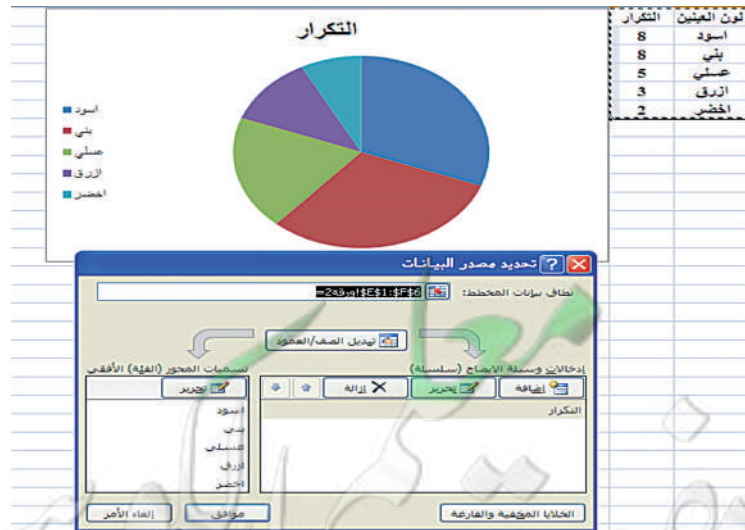 التكرار
لون العينين التكرار
اسود 8
بني 8
عسلي 5
ازرق 3
اخضر 2
اسود
بني
عسلي
ازرق
اخضر
تحديد مصدر البيانات
نطاق بيانات المخطط:
=ورقة2!$E$1:$F$6
تبديل الصف/العمود
إدخالات وسيلة الإيضاح (سلسلة)
إضافة تحرير إزالة
التكرار
تسميات المحور (الفئة) الأفقي
تحرير
اسود
بني
عسلي
ازرق
اخضر
الخلايا المخفية والفارغة
موافق
إلغاء الأمر